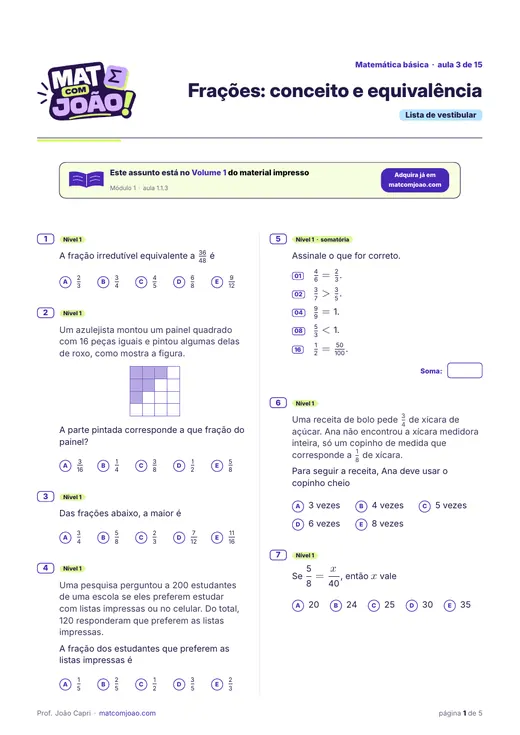 MAT
COM
JOÃO!
Σ
Matemática básica · aula 3 de 15
Frações: conceito e equivalência
Lista de vestibular
Este assunto está no Volume 1 do material impresso
Módulo 1 · aula 1.1.3
Adquira já em
matcomjoao.com
1 Nível 1
A fração irredutível equivalente a 36/48 é
A 2/3 B 3/4 C 4/5 D 6/8 E 9/12
2 Nível 1
Um azulejista montou um painel quadrado
com 16 peças iguais e pintou algumas delas
de roxo, como mostra a figura.
A parte pintada corresponde a que fração do
painel?
A 3/16 B 1/4 C 3/8 D 1/2 E 5/8
3 Nível 1
Das frações abaixo, a maior é
A 3/4 B 5/8 C 2/3 D 7/12 E 11/16
4 Nível 1
Uma pesquisa perguntou a 200 estudantes
de uma escola se eles preferem estudar
com listas impressas ou no celular. Do total,
120 responderam que preferem as listas
impressas.
A fração dos estudantes que preferem as
listas impressas é
A 1/5 B 2/5 C 1/2 D 3/5 E 2/3
5 Nível 1 · somatória
Assinale o que for correto.
01 4/6 = 2/3.
02 3/7 > 3/5.
04 9/9 = 1.
08 5/3 < 1.
16 1/2 = 50/100.
Soma:
6 Nível 1
Uma receita de bolo pede 3/4 de xícara de
açúcar. Ana não encontrou a xícara medidora
inteira, só um copinho de medida que
corresponde a 1/8 de xícara.
Para seguir a receita, Ana deve usar o
copinho cheio
A 3 vezes B 4 vezes C 5 vezes
D 6 vezes E 8 vezes
7 Nível 1
Se 5/8 = x/40, então x vale
A 20 B 24 C 25 D 30 E 35
Prof. João Capri · matcomjoao.com
página 1 de 5